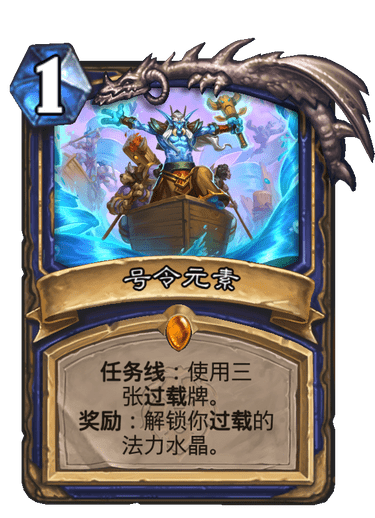 1
号令元素
任务线：使用三
张过载牌。
奖励：解锁你过载的
法力水晶。